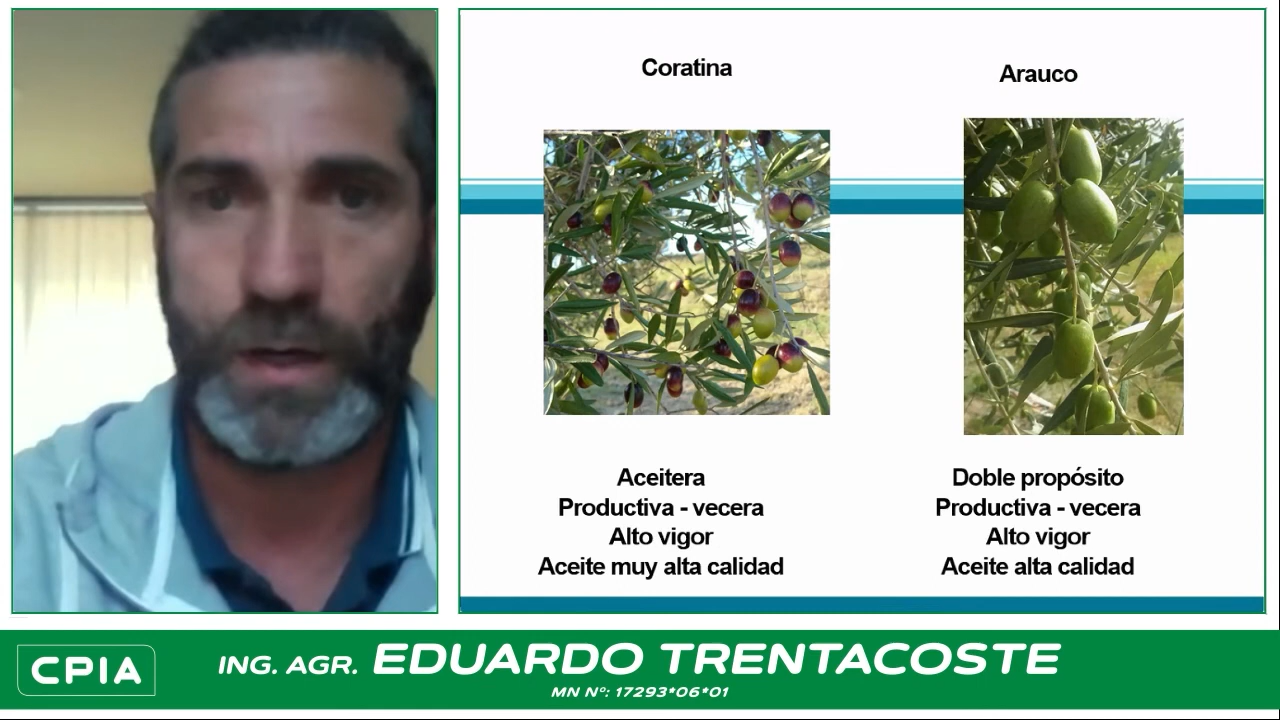 Coratina
Arauco
Aceitera
Productiva - vecera
Alto vigor
Aceite muy alta calidad
Doble propósito
Productiva - vecera
Alto vigor
Aceite alta calidad
CPIA
ING. AGR. EDUARDO TRENTACOSTE
MN Nº: 17293*06*01